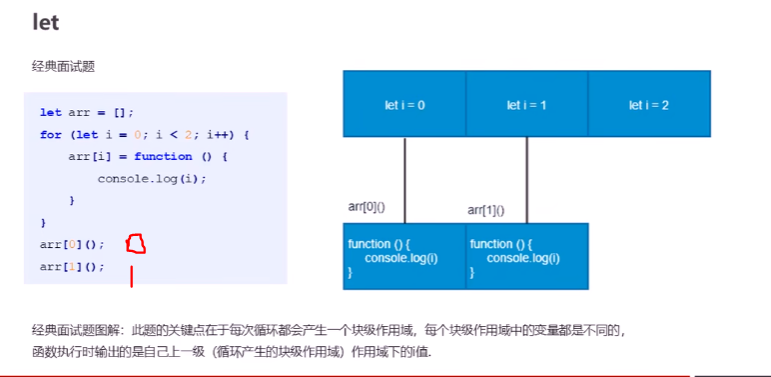 let
经典面试题
let arr = [];
for (let i = 0; i < 2; i++) {
arr[i] = function () {
console.log(i);
}
}
arr[0](); 0
arr[1](); 1
let i = 0
let i = 1
let i = 2
arr[0]()
arr[1]()
function () {
console.log(i)
}
function () {
console.log(i)
}
经典面试题图解：此题的关键点在于每次循环都会产生一个块级作用域，每个块级作用域中的变量都是不同的，
函数执行时输出的是自己上一级（循环产生的块级作用域）作用域下的i值.